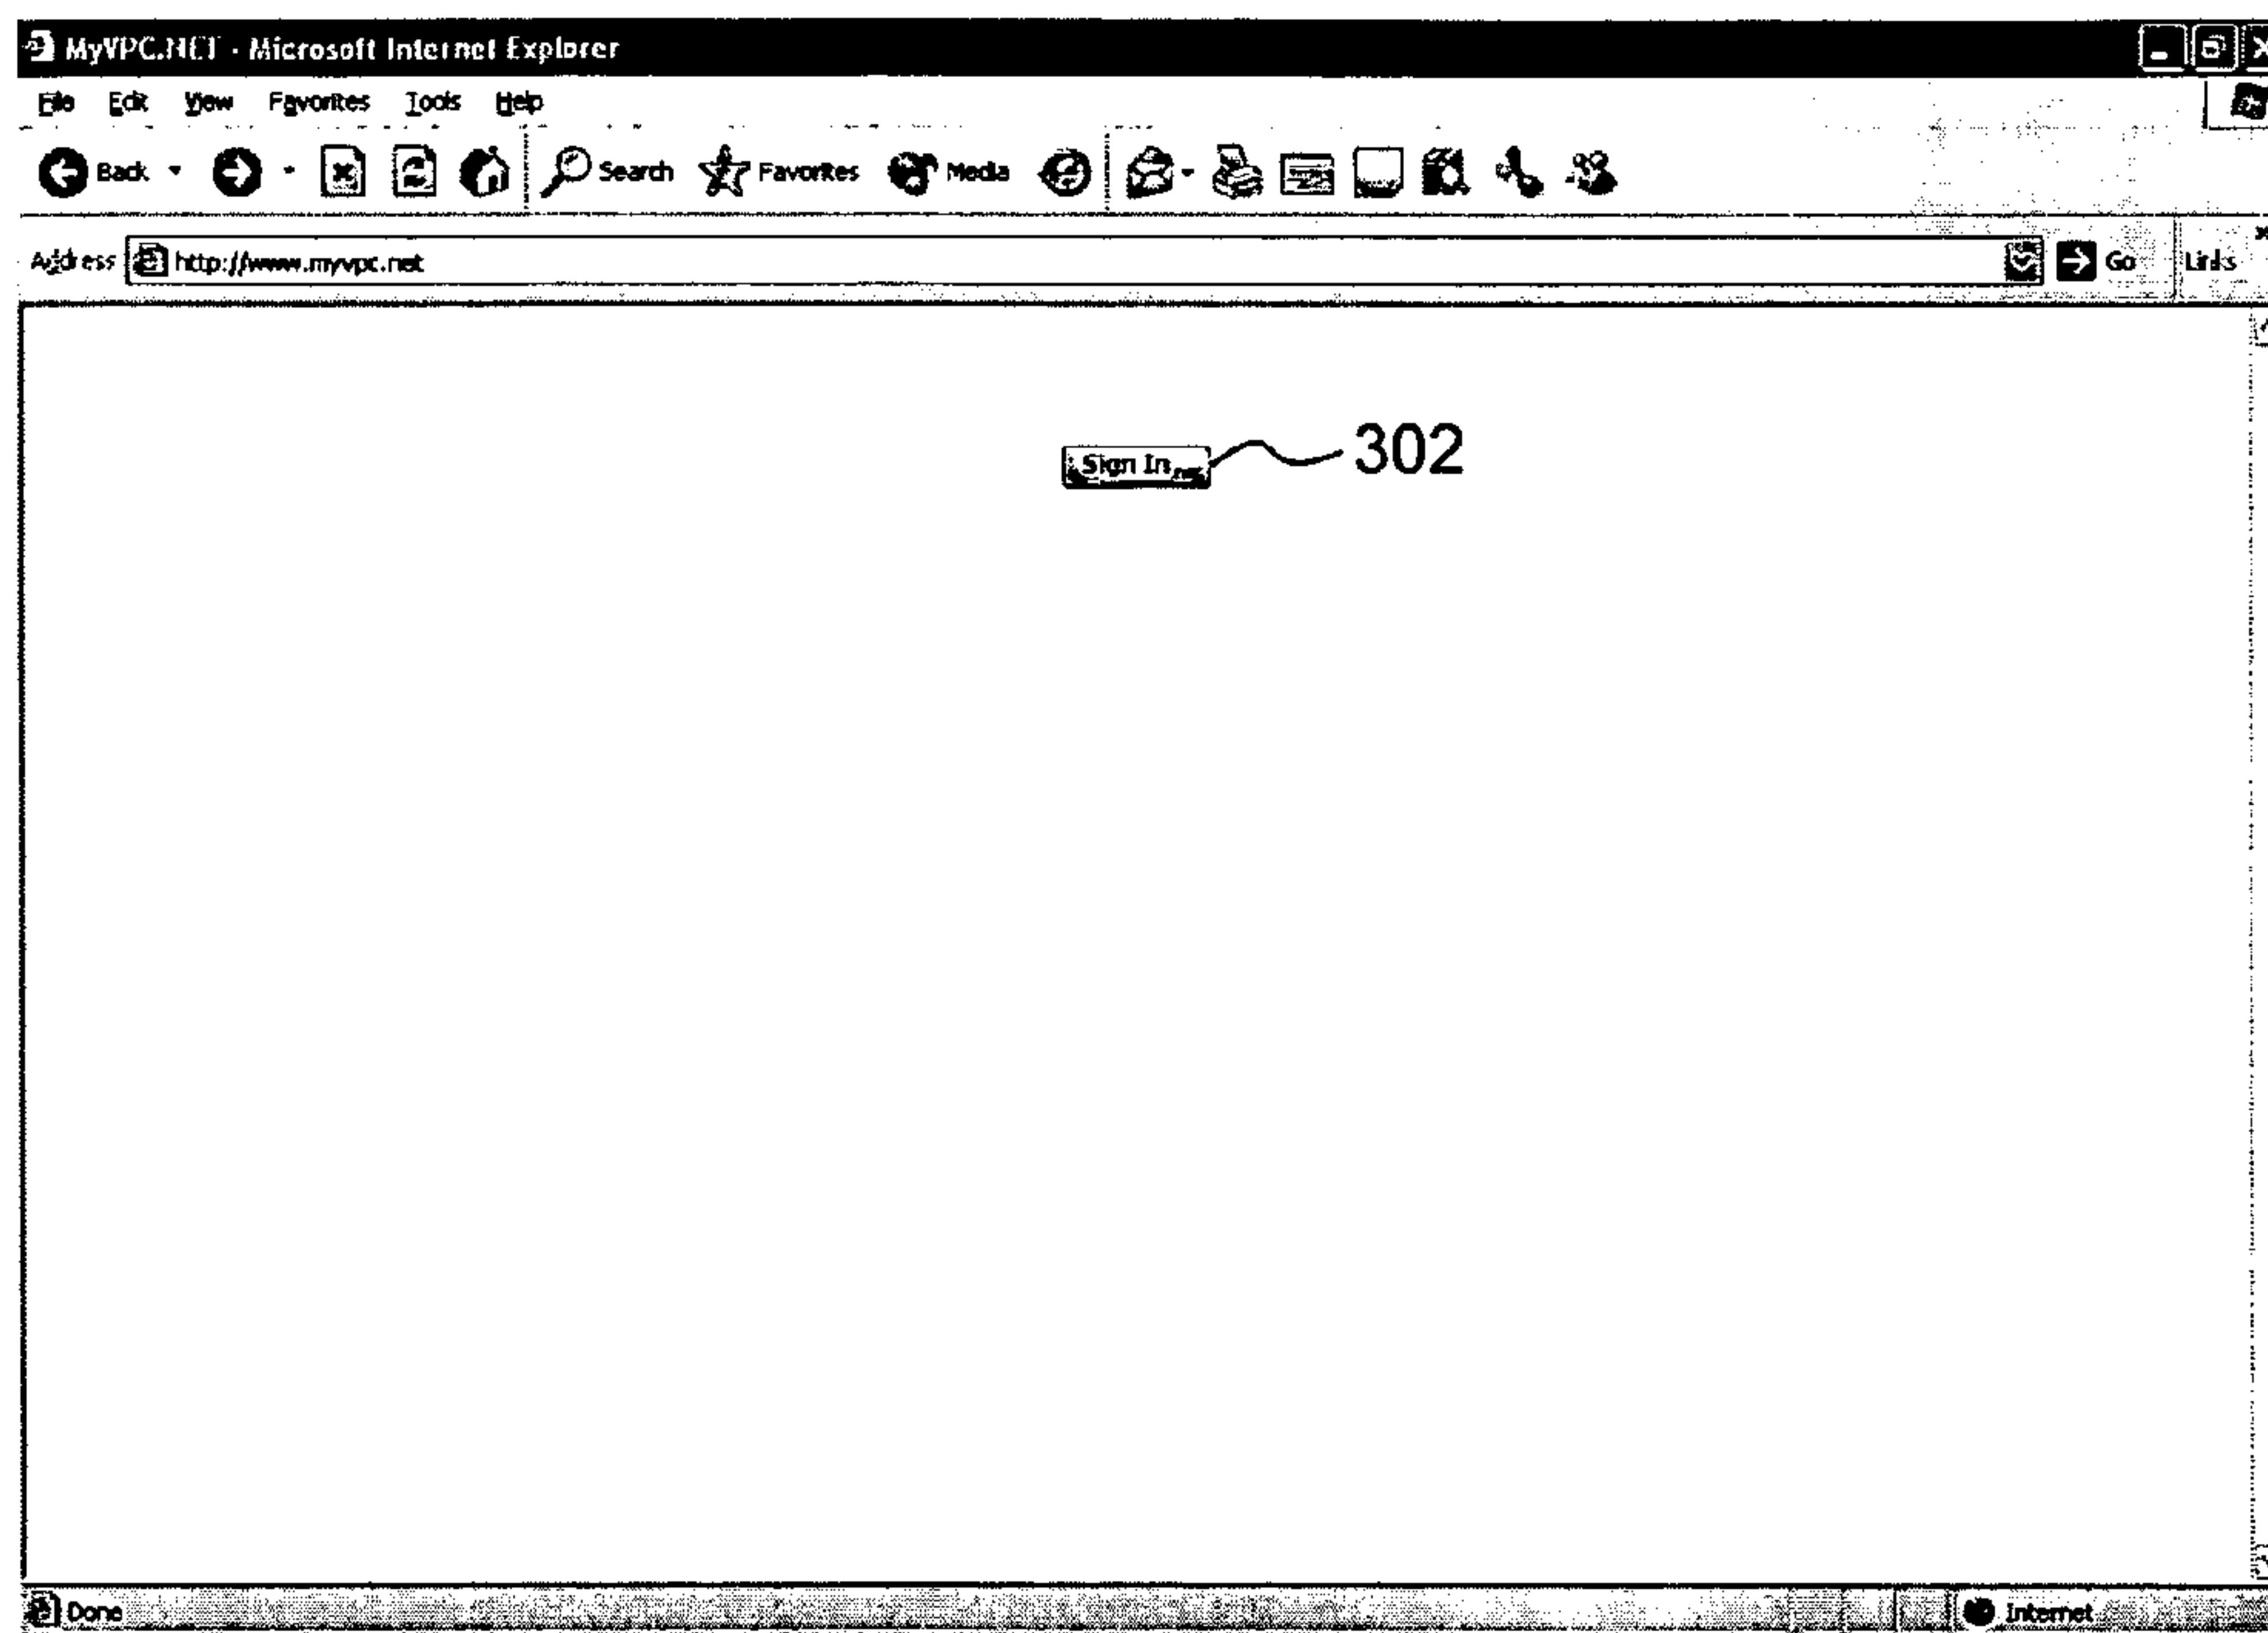 MyVPC.NET - Microsoft Internet Explorer
File Edit View Favorites Tools Help
Back Search Favorites Media
Address http://www.myvpc.net Go Links
Sign In 302
Done Internet